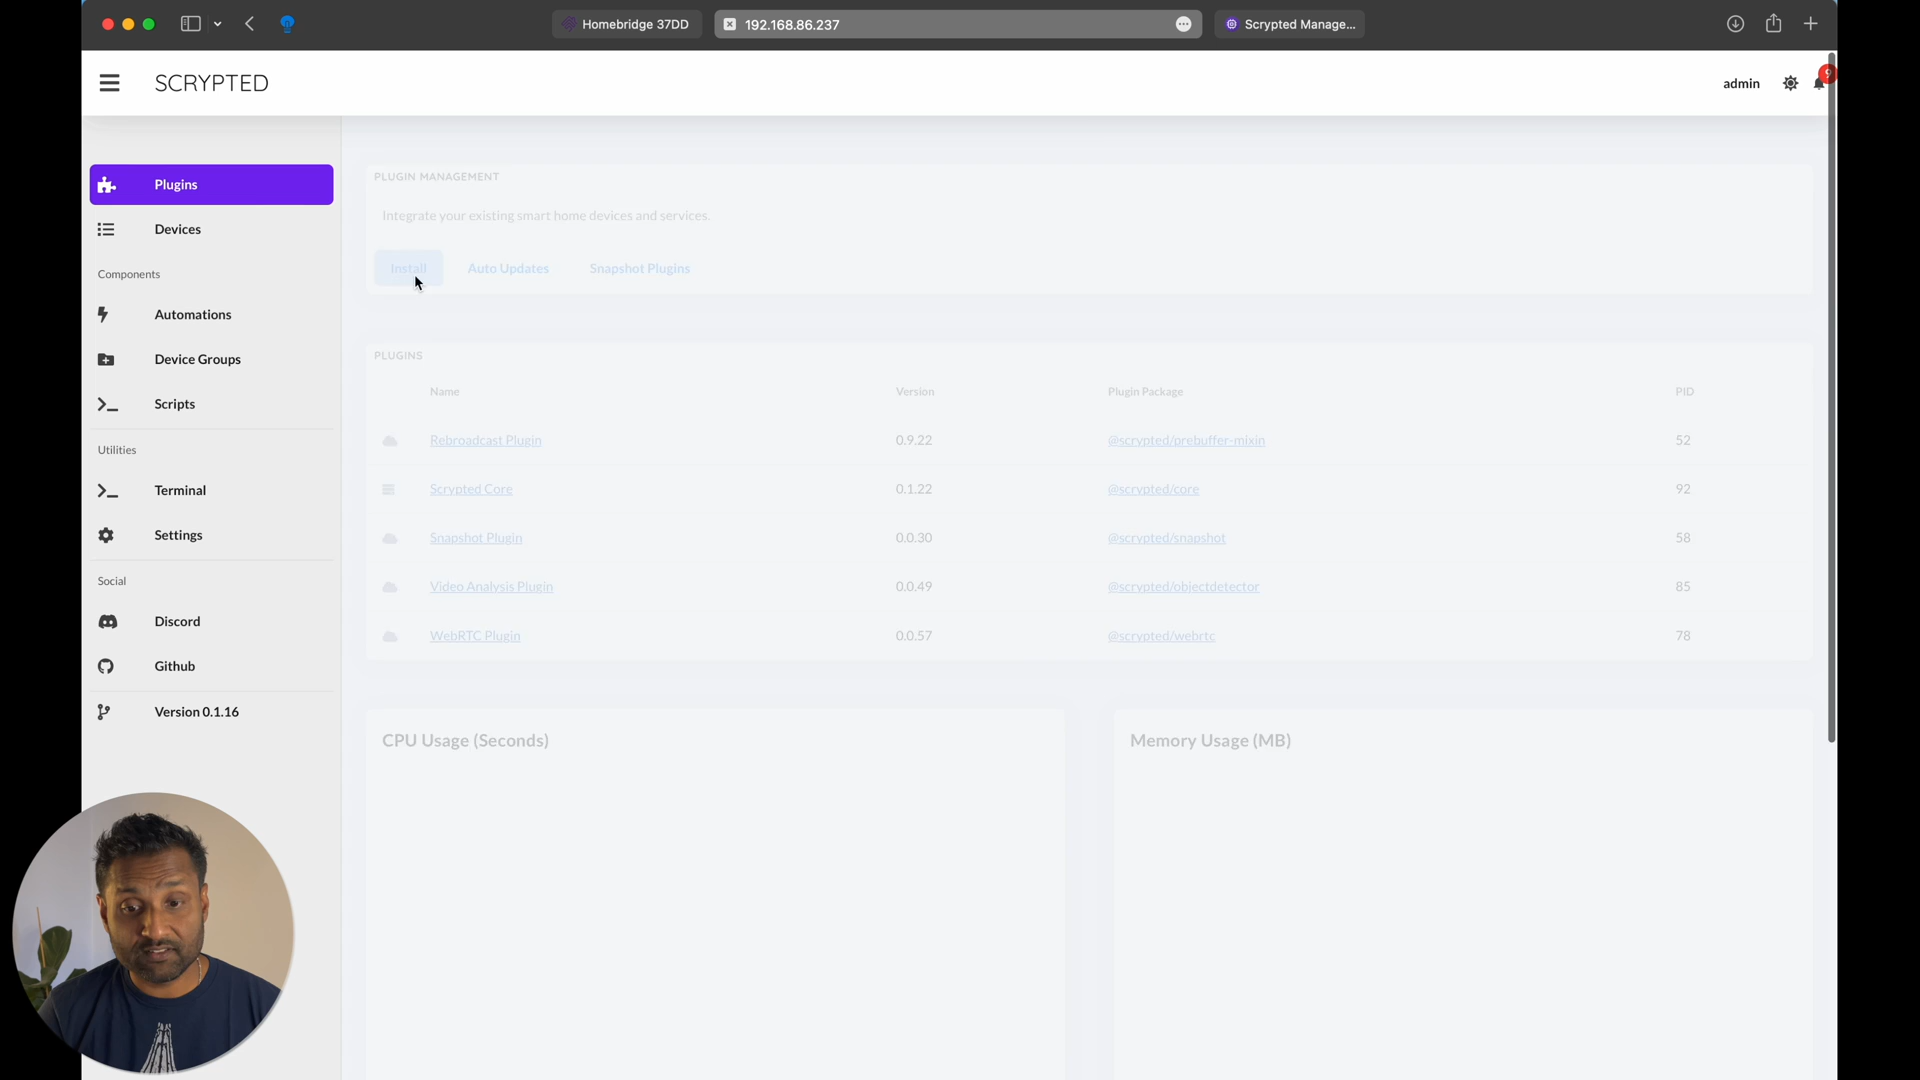 Homebridge 37DD
192.168.86.237
Scrypted Manage...
SCRYPTED
admin
9
Plugins
Devices
Components
Automations
Device Groups
Scripts
Utilities
Terminal
Settings
Social
Discord
Github
Version 0.1.16
PLUGIN MANAGEMENT
Integrate your existing smart home devices and services.
Install Auto Updates Snapshot Plugins
PLUGINS
Name Version Plugin Package PID
Rebroadcast Plugin 0.9.22 @scrypted/prebuffer-mixin 52
Scrypted Core 0.1.22 @scrypted/core 92
Snapshot Plugin 0.0.30 @scrypted/snapshot 58
Video Analysis Plugin 0.0.49 @scrypted/objectdetector 85
WebRTC Plugin 0.0.57 @scrypted/webrtc 78
CPU Usage (Seconds)
Memory Usage (MB)